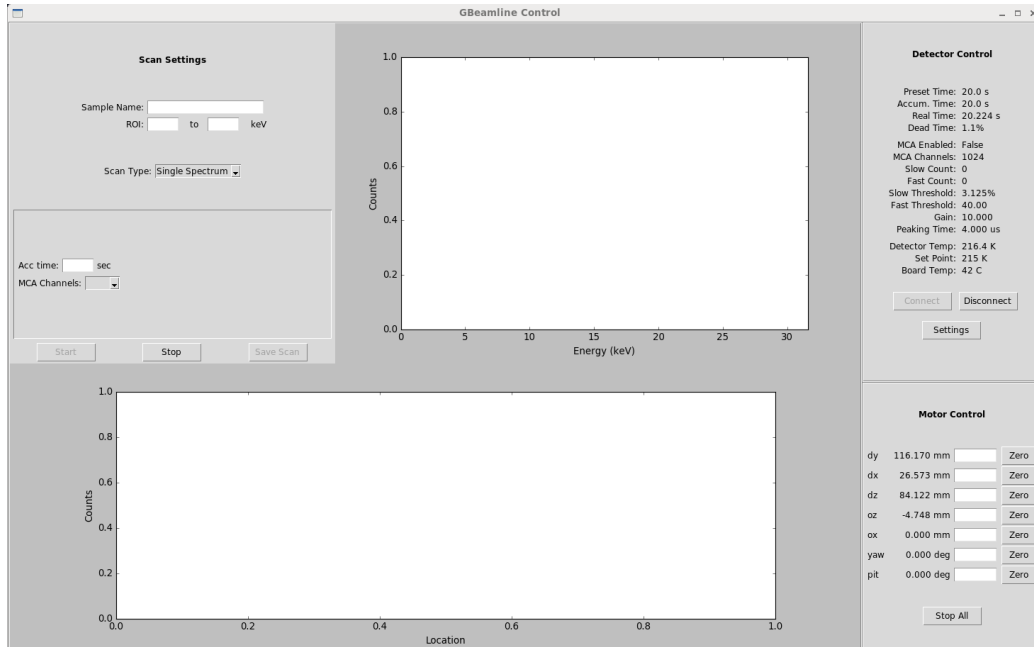 GBeamline Control
Scan Settings
Sample Name:
ROI: to keV
Scan Type: Single Spectrum
Acc time: sec
MCA Channels:
Start Stop Save Scan
1.0
0.8
0.6
0.4
0.2
0.0
Counts
0 5 10 15 20 25 30
Energy (keV)
Detector Control
Preset Time: 20.0 s
Accum. Time: 20.0 s
Real Time: 20.224 s
Dead Time: 1.1%
MCA Enabled: False
MCA Channels: 1024
Slow Count: 0
Fast Count: 0
Slow Threshold: 3.125%
Fast Threshold: 40.00
Gain: 10.000
Peaking Time: 4.000 us
Detector Temp: 216.4 K
Set Point: 215 K
Board Temp: 42 C
Connect Disconnect
Settings
1.0
0.8
0.6
0.4
0.2
0.0
Counts
0.0 0.2 0.4 0.6 0.8 1.0
Location
Motor Control
dy 116.170 mm Zero
dx 26.573 mm Zero
dz 84.122 mm Zero
oz -4.748 mm Zero
ox 0.000 mm Zero
yaw 0.000 deg Zero
pit 0.000 deg Zero
Stop All